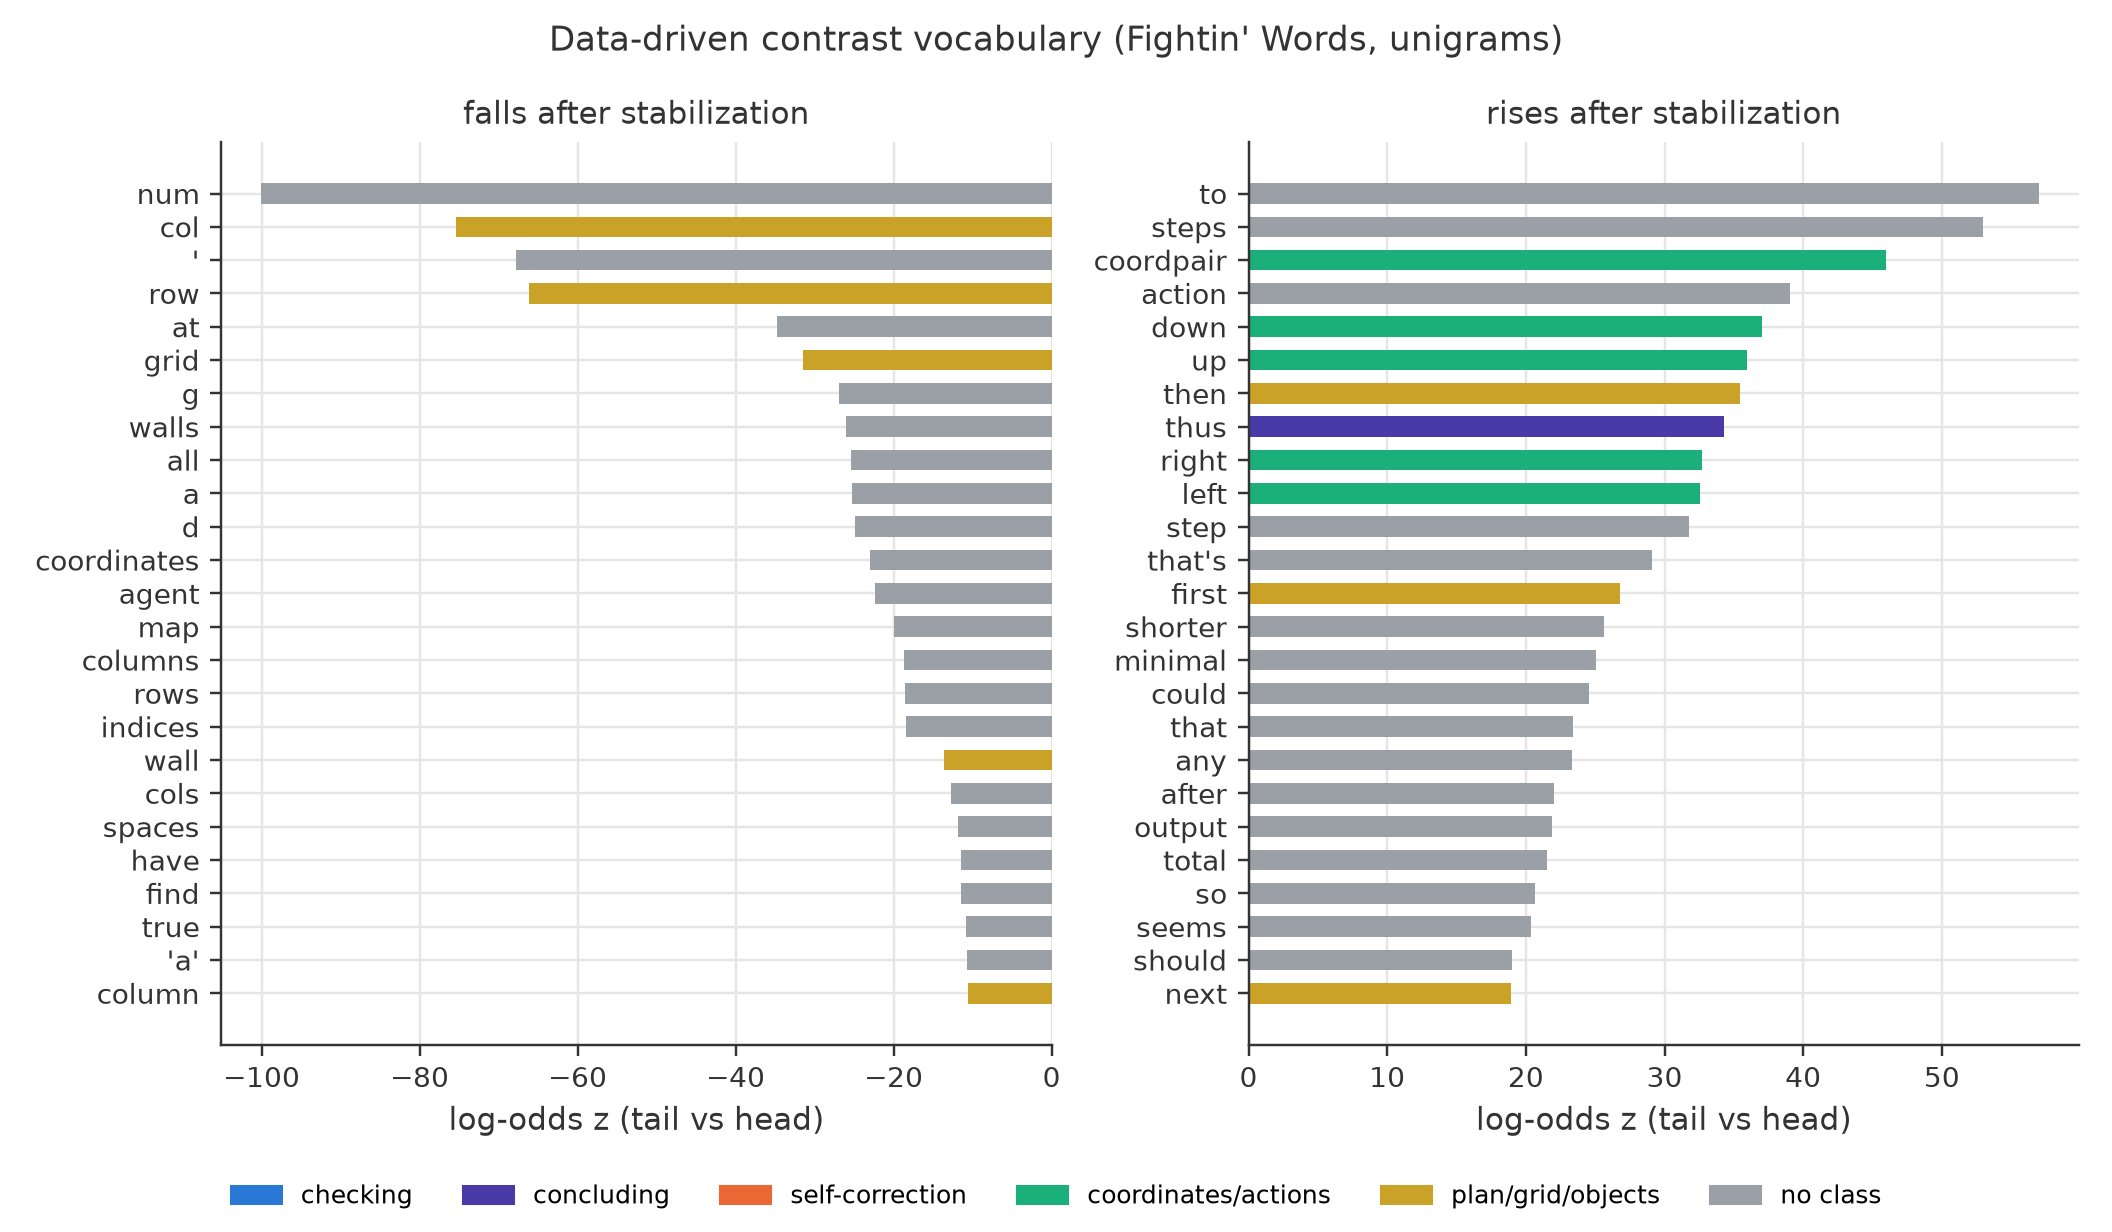 Data-driven contrast vocabulary (Fightin' Words, unigrams)
falls after stabilization
num
col
'
row
at
grid
g
walls
all
a
d
coordinates
agent
map
columns
rows
indices
wall
cols
spaces
have
find
true
'a'
column
−100 −80 −60 −40 −20 0
log-odds z (tail vs head)
rises after stabilization
to
steps
coordpair
action
down
up
then
thus
right
left
step
that's
first
shorter
minimal
could
that
any
after
output
total
so
seems
should
next
0 10 20 30 40 50
log-odds z (tail vs head)
checking concluding self-correction coordinates/actions plan/grid/objects no class